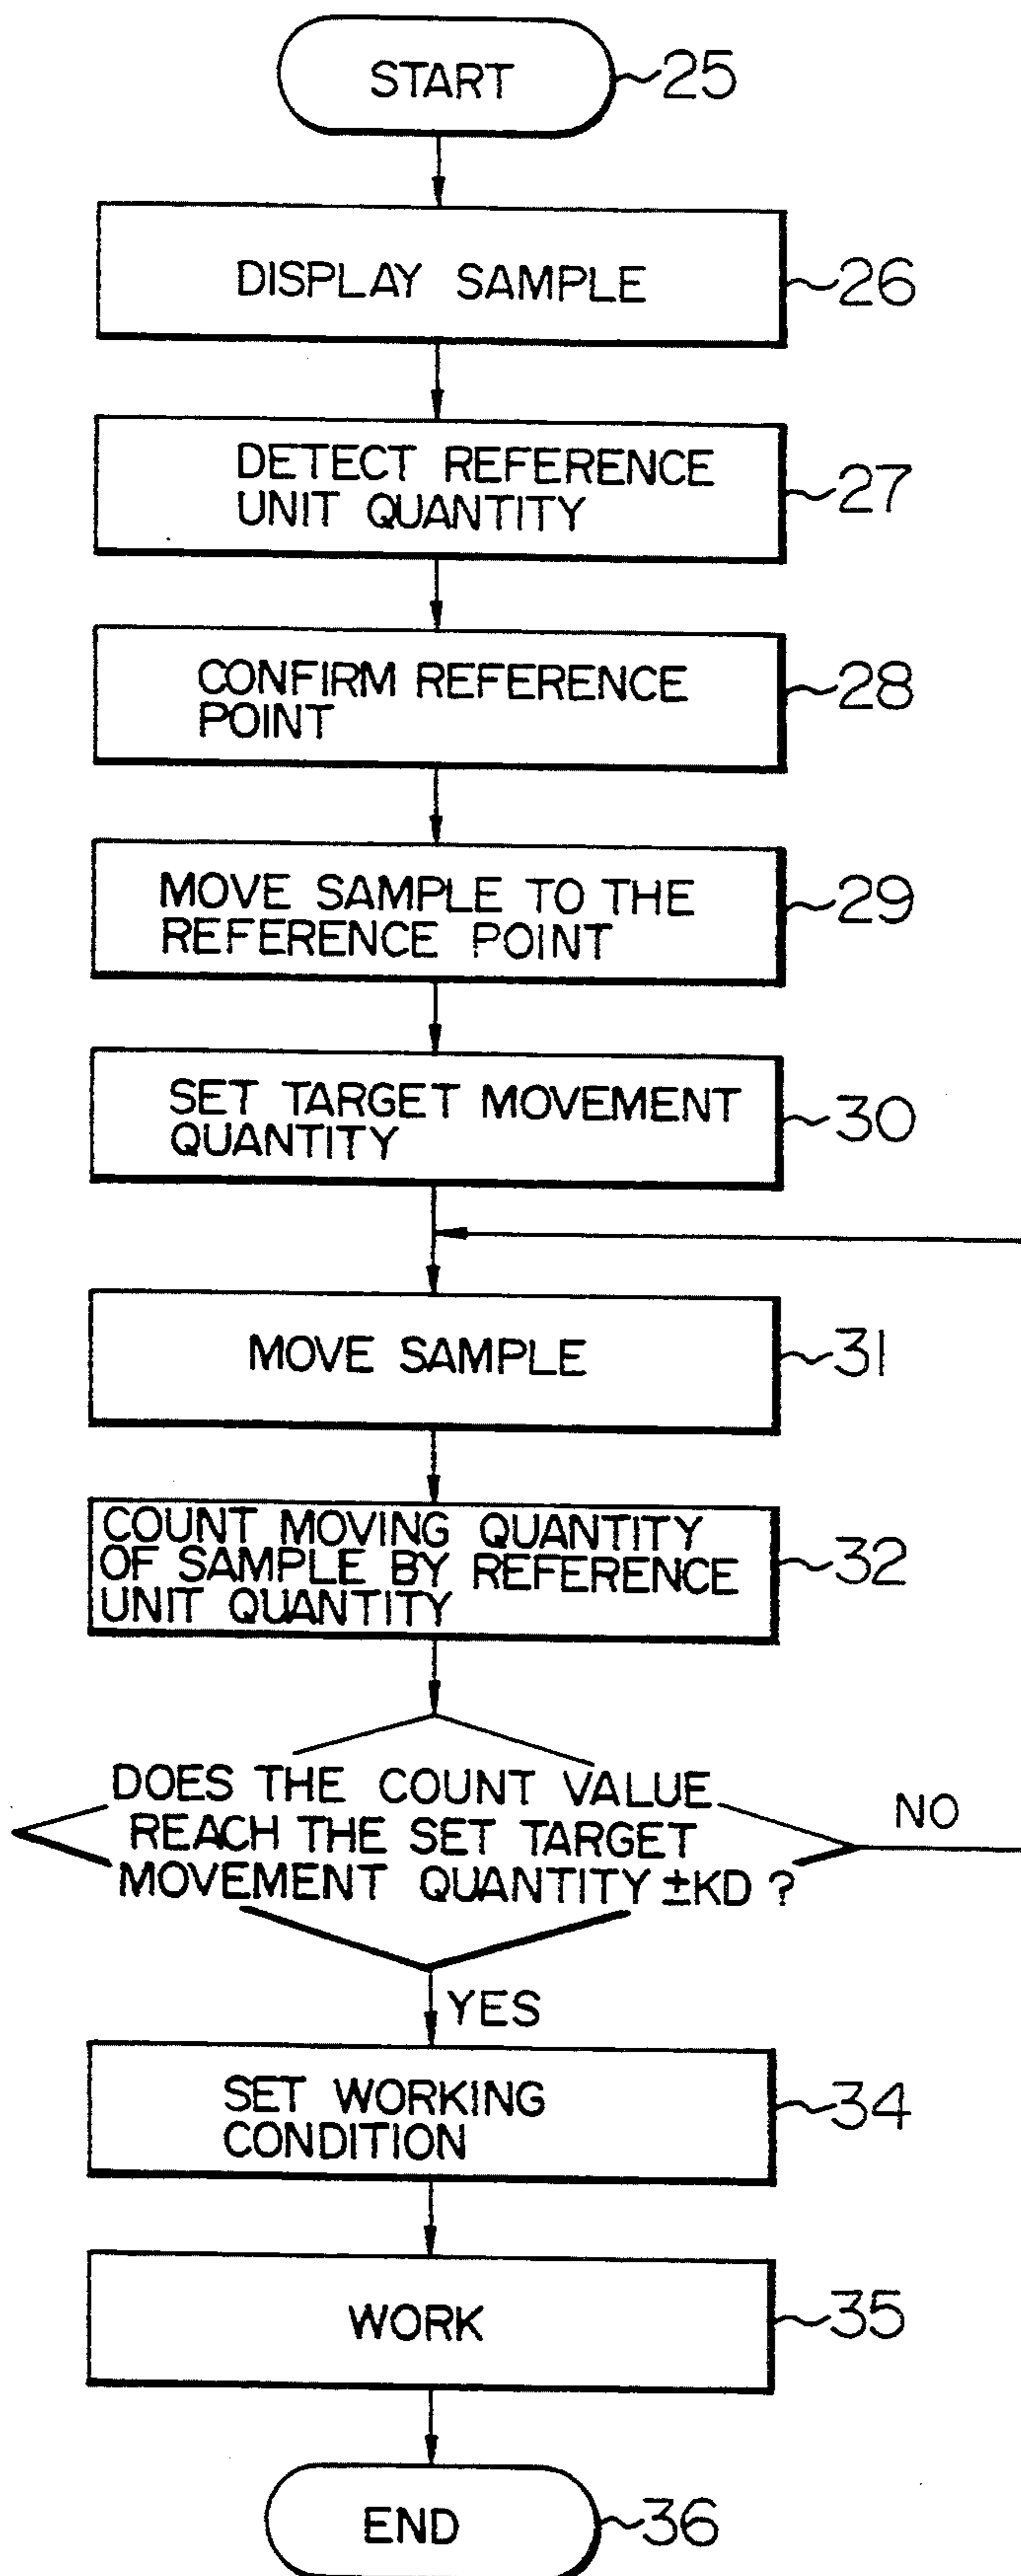 START
25
DISPLAY SAMPLE
26
DETECT REFERENCE
UNIT QUANTITY
27
CONFIRM REFERENCE
POINT
28
MOVE SAMPLE TO THE
REFERENCE POINT
29
SET TARGET MOVEMENT
QUANTITY
30
MOVE SAMPLE
31
COUNT MOVING QUANTITY
OF SAMPLE BY REFERENCE
UNIT QUANTITY
32
DOES THE COUNT VALUE
REACH THE SET TARGET
MOVEMENT QUANTITY ±KD ?
NO
YES
SET WORKING
CONDITION
34
WORK
35
END
36